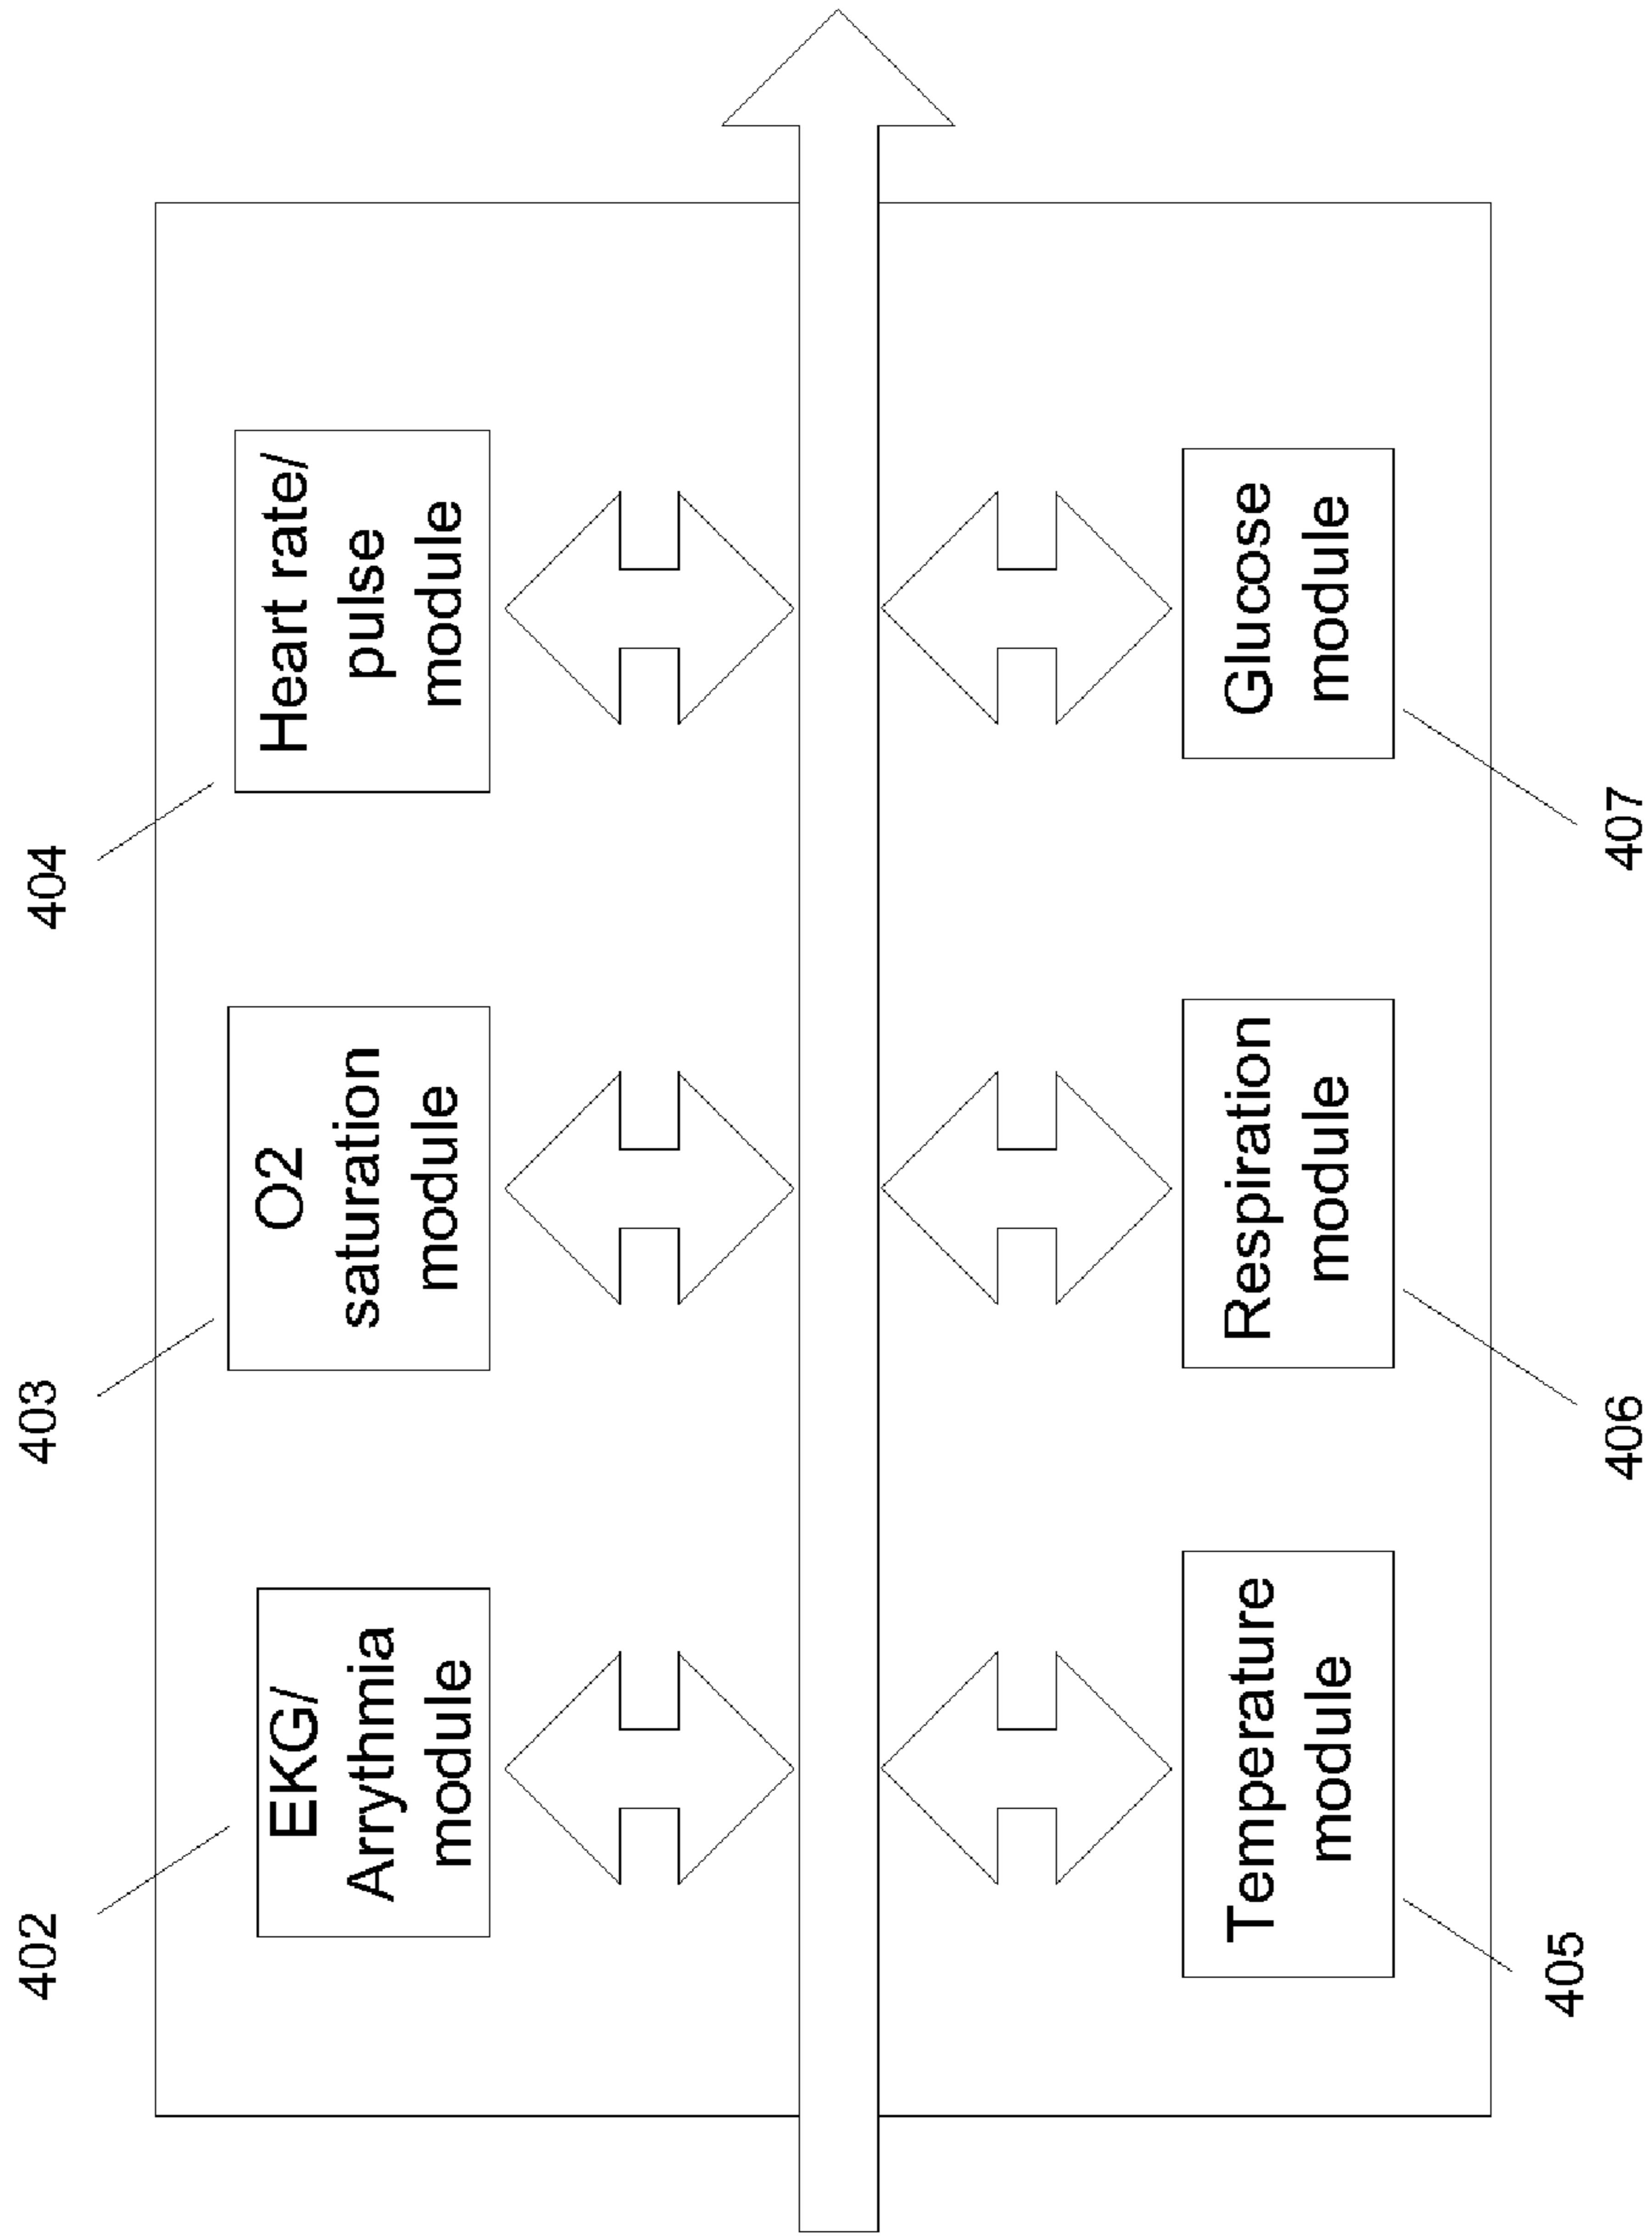 402
EKG/
Arrythmia
module
403
O2
saturation
module
404
Heart rate/
pulse
module
405
Temperature
module
406
Respiration
module
407
Glucose
module